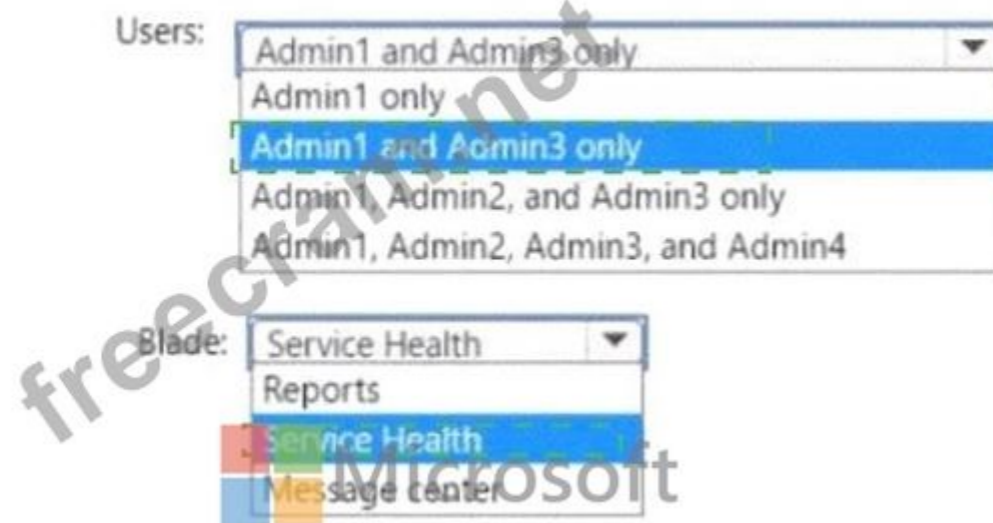 Users:
Admin1 and Admin3 only
Admin1 only
Admin1 and Admin3 only
Admin1, Admin2, and Admin3 only
Admin1, Admin2, Admin3, and Admin4
Blade:
Service Health
Reports
Service Health
Message center
freecram.net
Microsoft